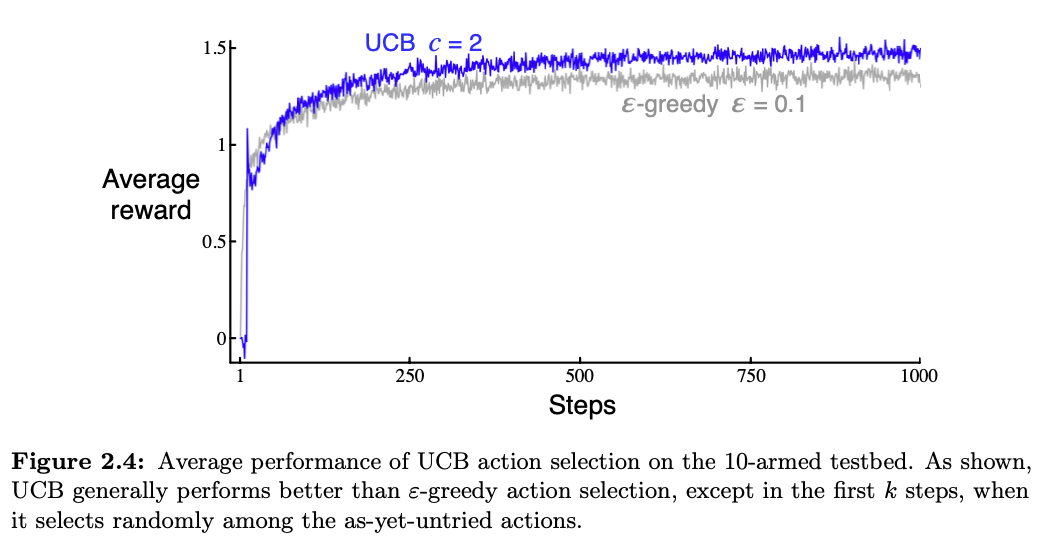 UCB c = 2
1.5
ε-greedy ε = 0.1
1
Average
reward
0.5
0
1
250
500
750
1000
Steps
Figure 2.4: Average performance of UCB action selection on the 10-armed testbed. As shown,
UCB generally performs better than ε-greedy action selection, except in the first k steps, when
it selects randomly among the as-yet-untried actions.